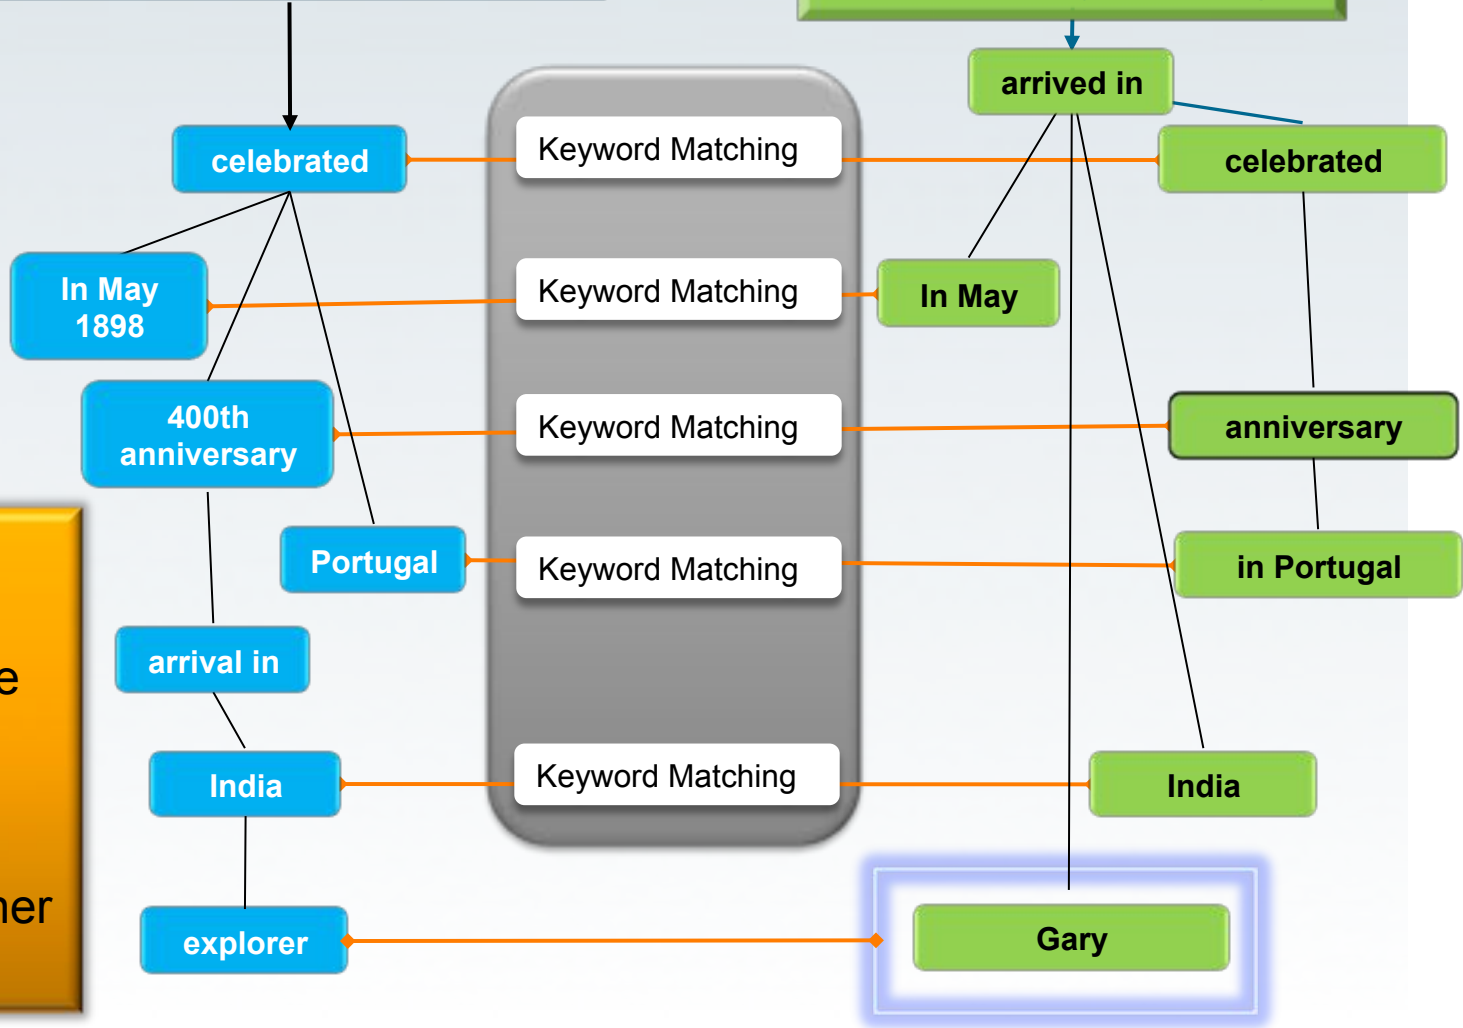 arrived in
celebrated
Keyword Matching
celebrated
In May
1898
Keyword Matching
In May
400th
anniversary
Keyword Matching
anniversary
Portugal
Keyword Matching
in Portugal
arrival in
India
Keyword Matching
India
explorer
Gary